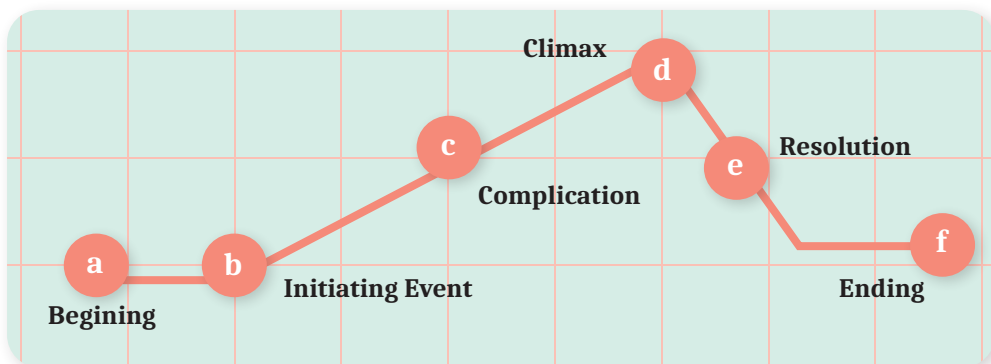 a
Begining
b
Initiating Event
c
Complication
Climax
d
e
Resolution
f
Ending